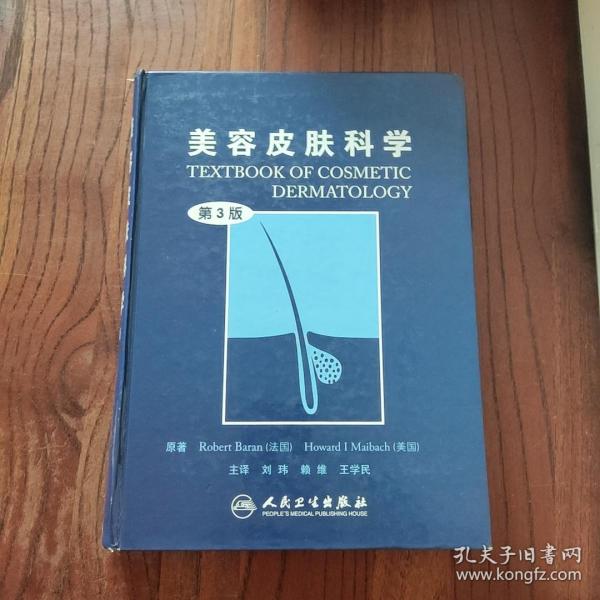 美容皮肤科学
TEXTBOOK OF COSMETIC
DERMATOLOGY
第3版
原著 Robert Baran (法国) Howard I Maibach (美国)
主译 刘玮 赖维 王学民
人民卫生出版社
PEOPLE'S MEDICAL PUBLISHING HOUSE
孔夫子旧书网
www.kongfz.com